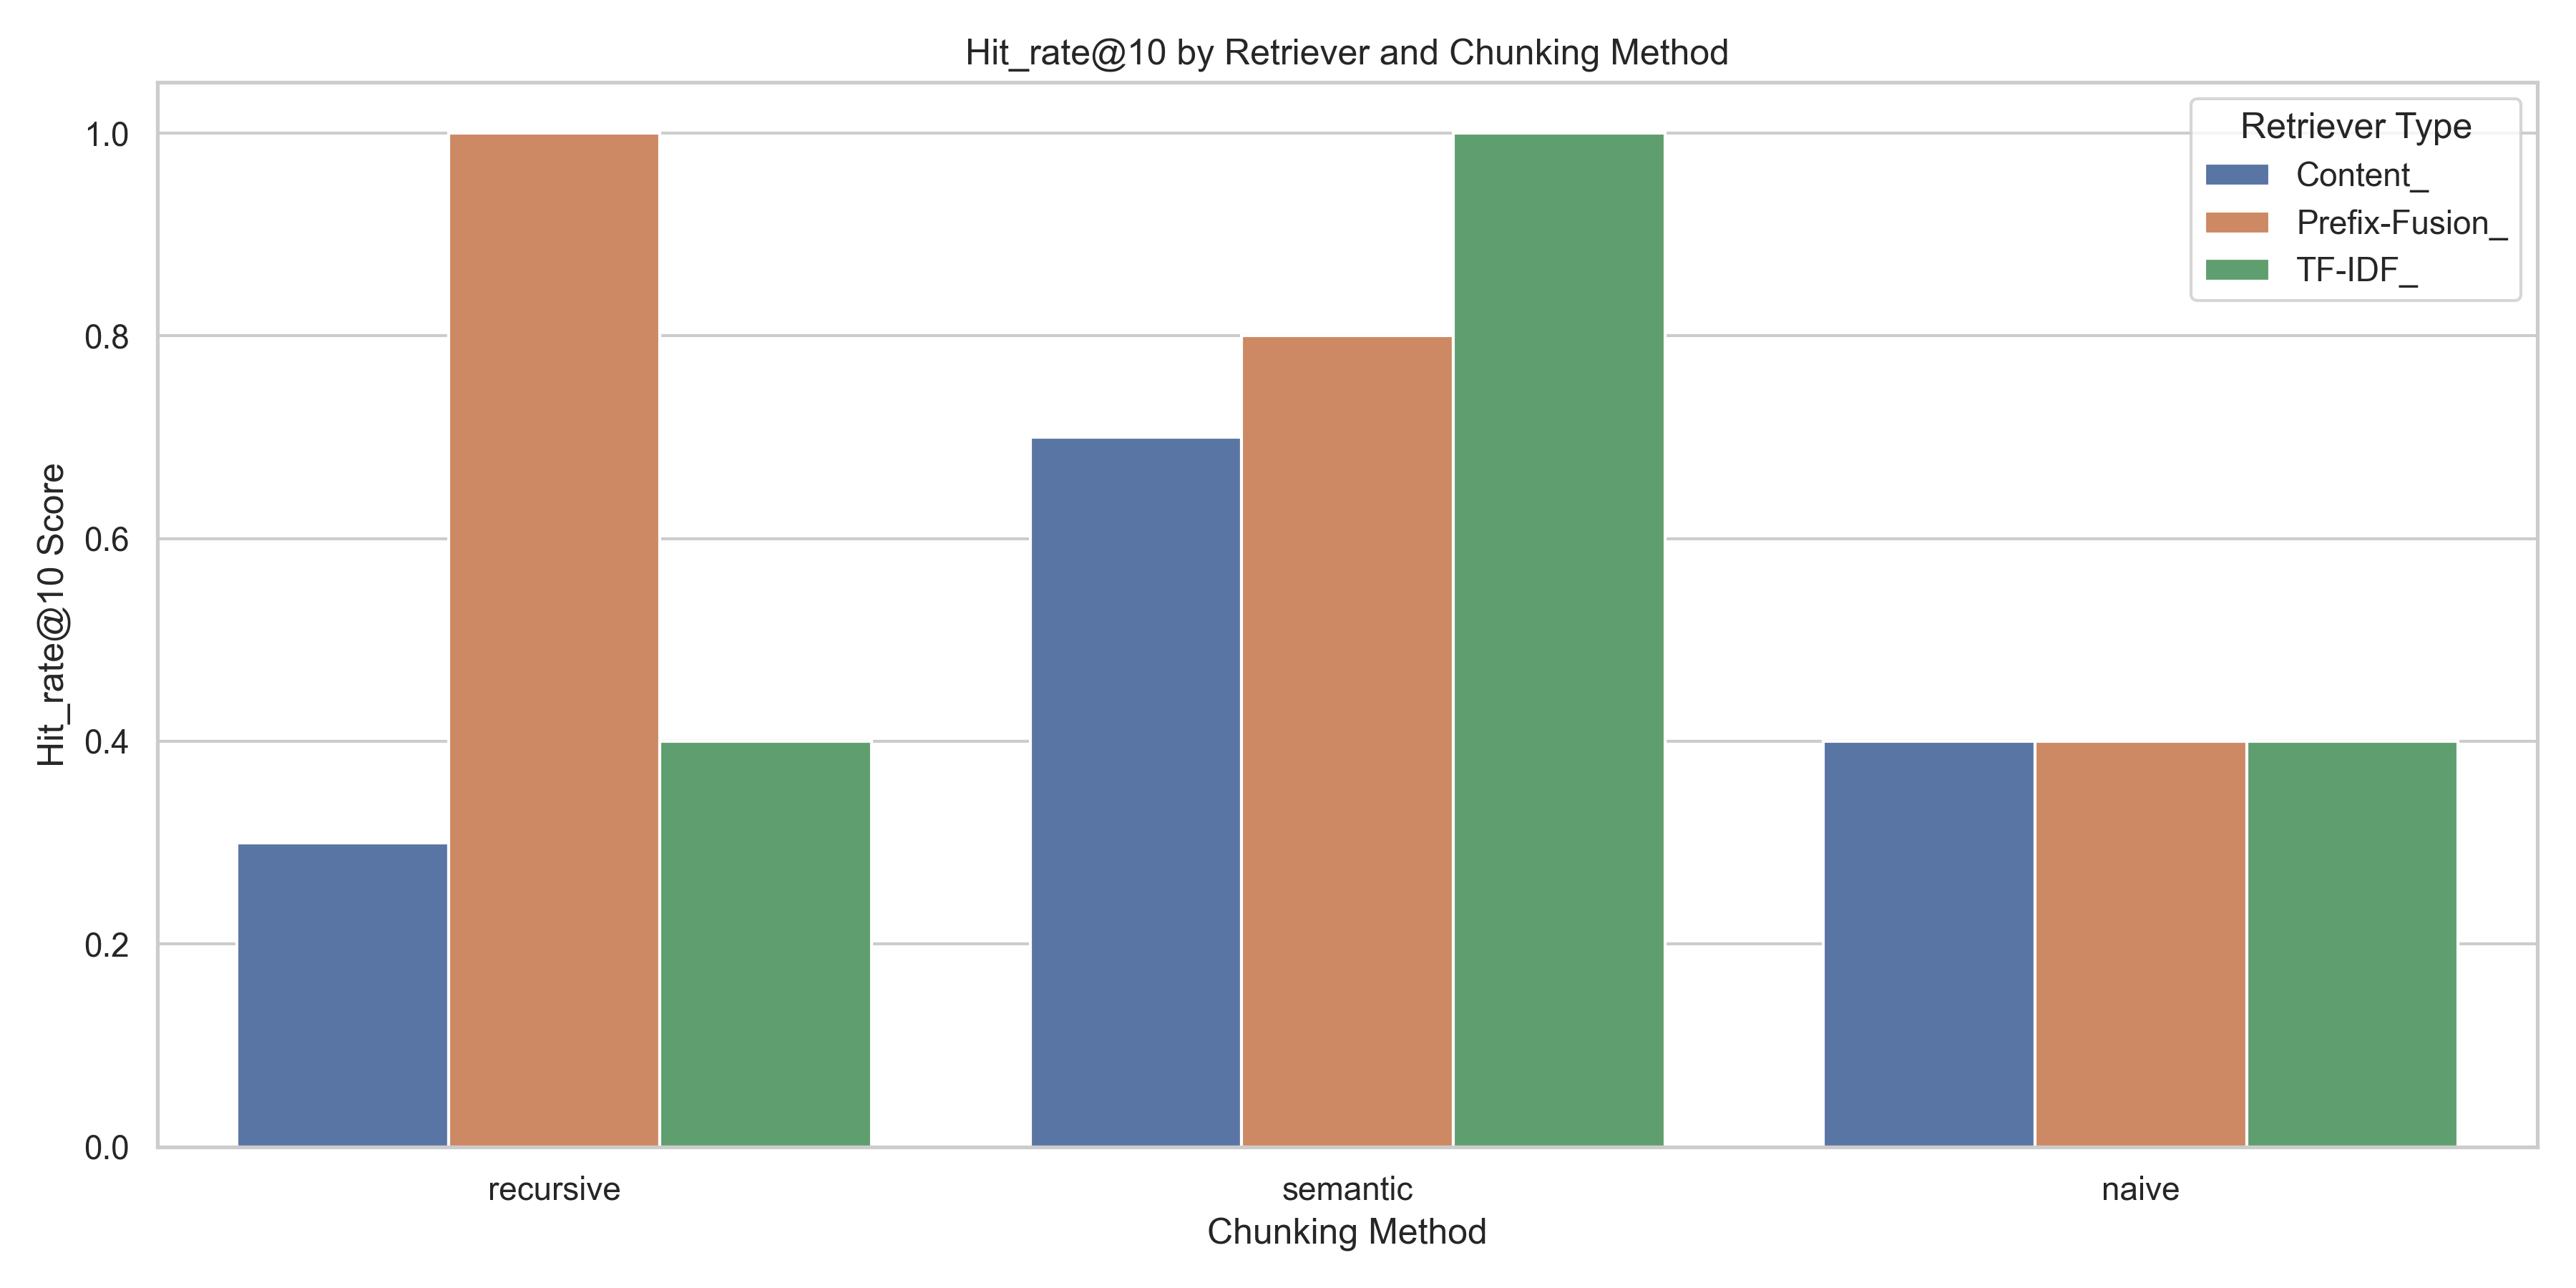 Hit_rate@10 by Retriever and Chunking Method
Retriever Type
Content_
Prefix-Fusion_
TF-IDF_
Hit_rate@10 Score
1.0
0.8
0.6
0.4
0.2
0.0
recursive
semantic
naive
Chunking Method